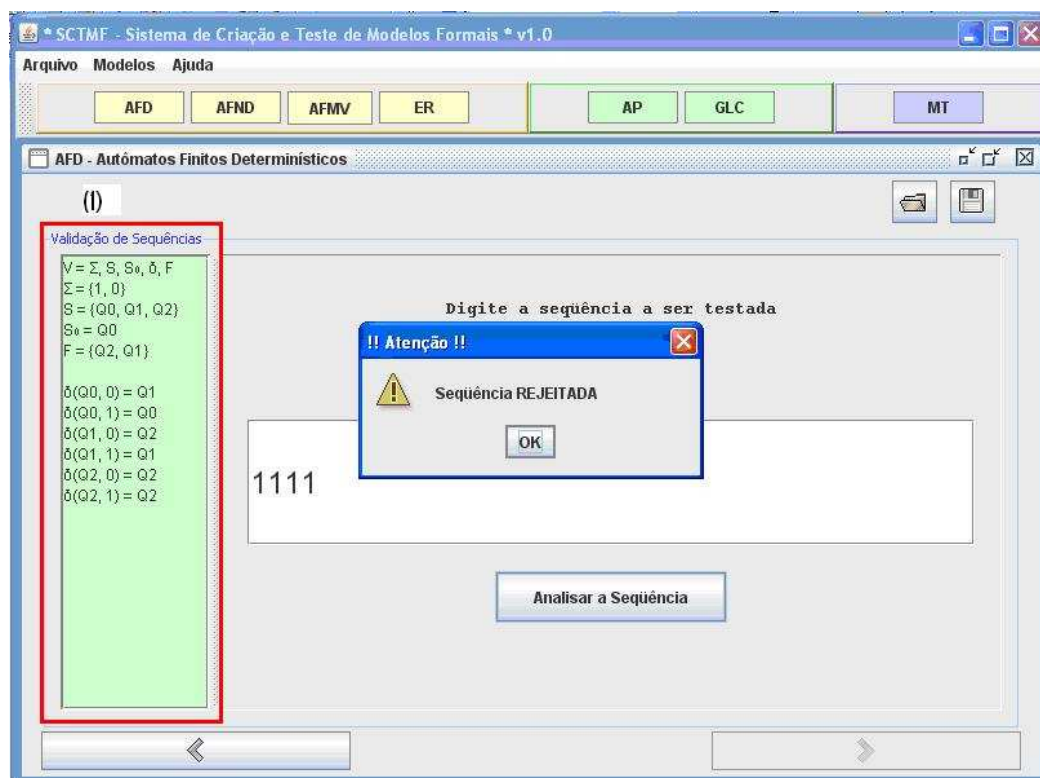 * SCTMF - Sistema de Criação e Teste de Modelos Formais * v1.0
Arquivo Modelos Ajuda
AFD AFND AFMV ER AP GLC MT
AFD - Autômatos Finitos Determinísticos
(I)
Validação de Sequências
V = Σ, S, S₀, δ, F
Σ = {1, 0}
S = {Q0, Q1, Q2}
S₀ = Q0
F = {Q2, Q1}
δ(Q0, 0) = Q1
δ(Q0, 1) = Q0
δ(Q1, 0) = Q2
δ(Q1, 1) = Q1
δ(Q2, 0) = Q2
δ(Q2, 1) = Q2
Digite a seqüência a ser testada
!! Atenção !!
Seqüência REJEITADA
OK
1111
Analisar a Seqüência